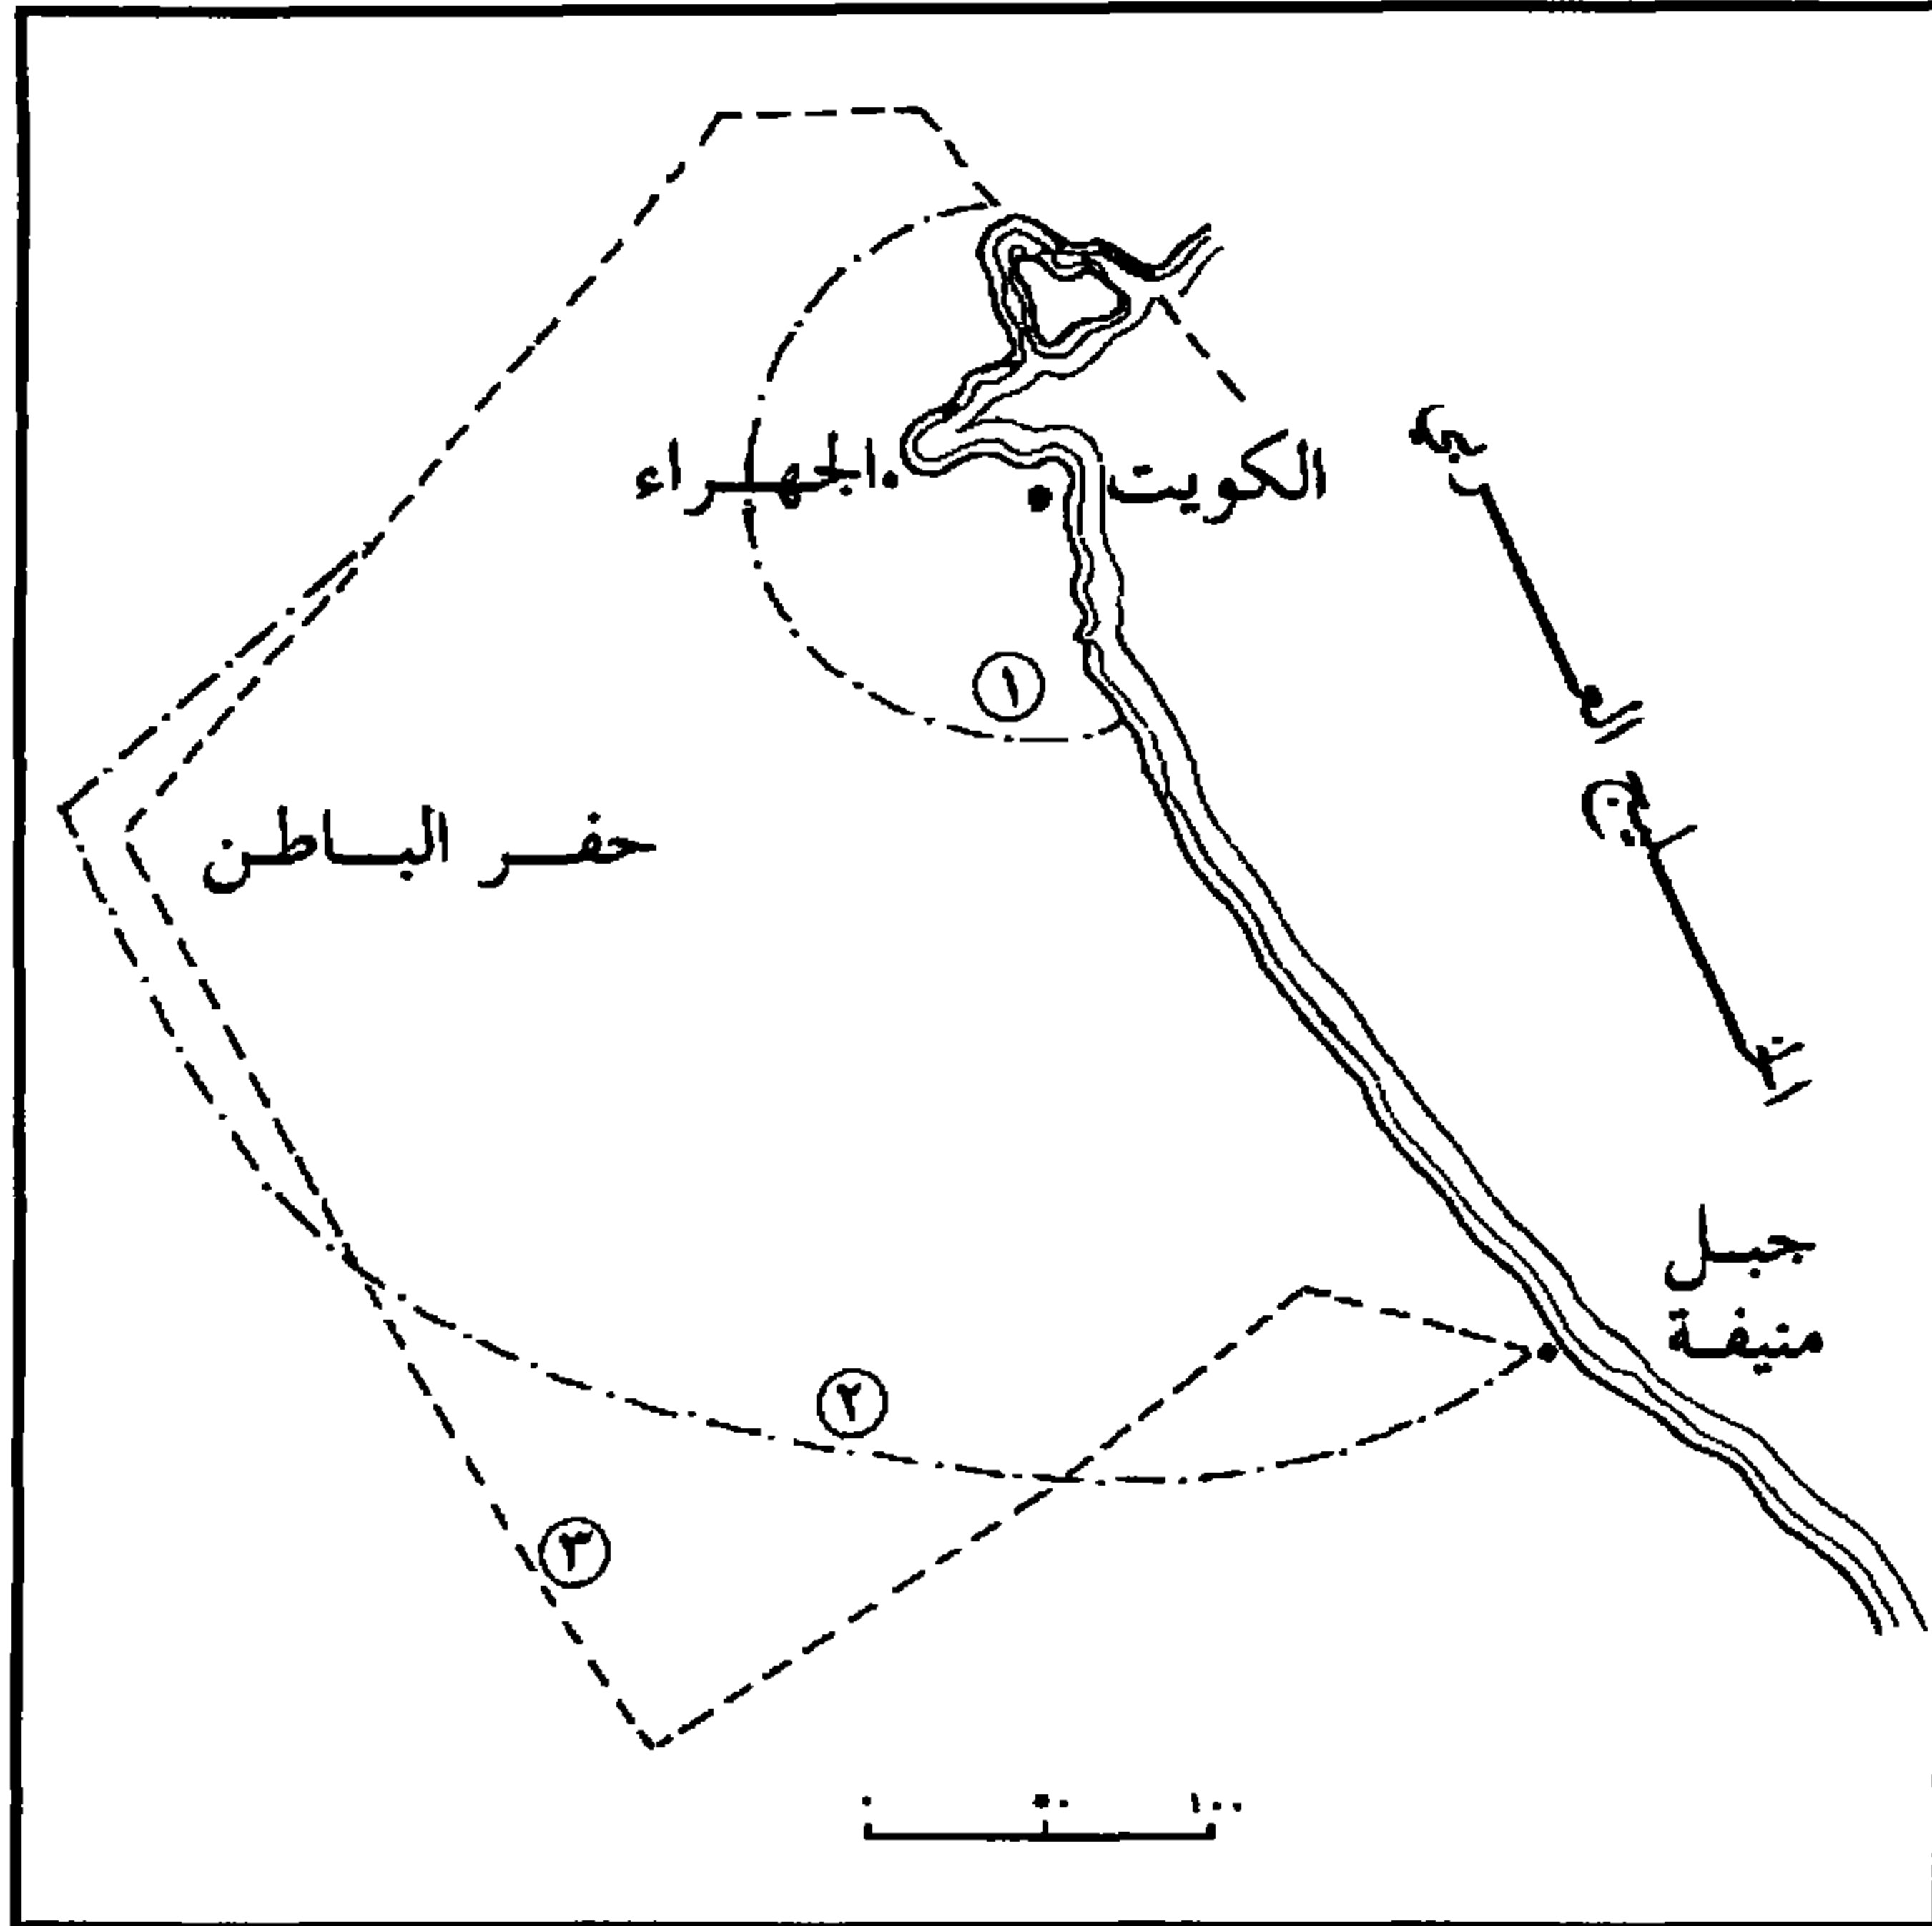 الكويت
الجهراء
الخليج العربي
١
حفر الباطن
جبل
منيفة
٢
٣
٠ ٥٠ ١٠٠